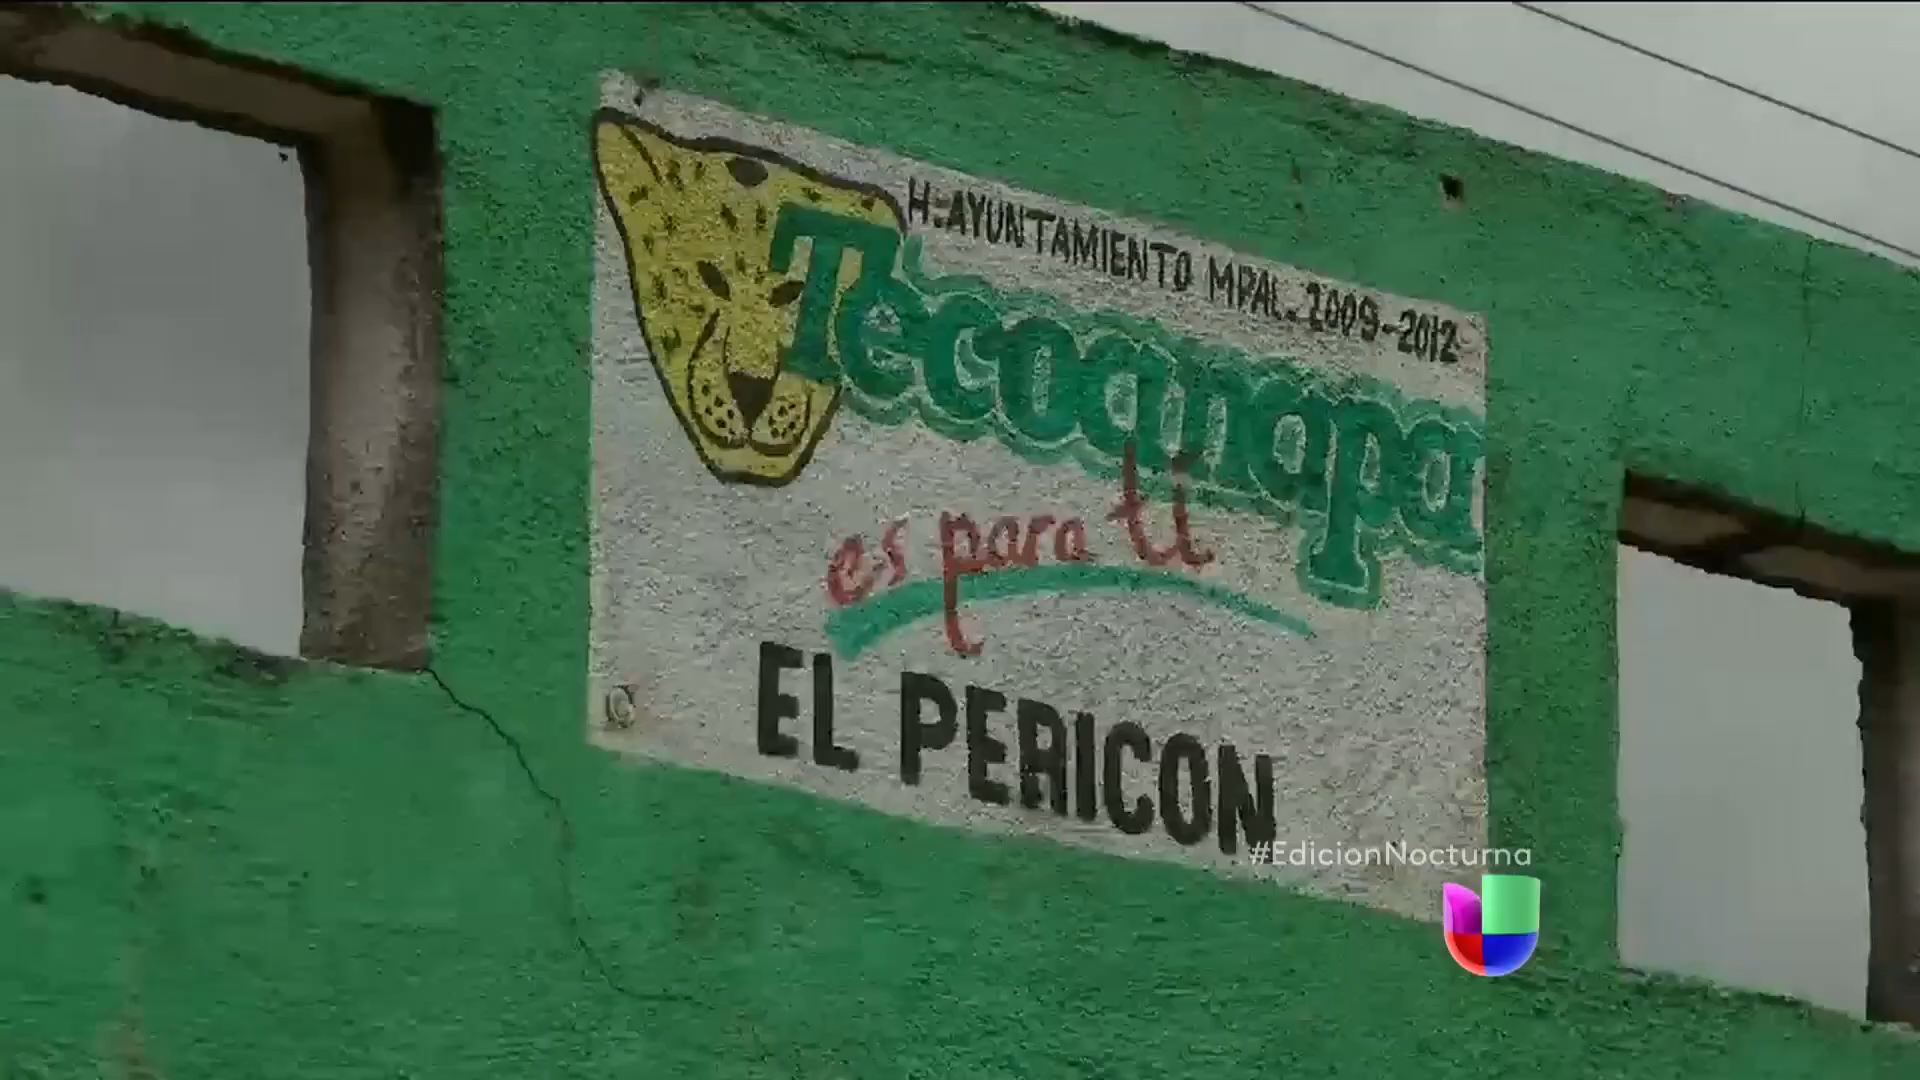 H. AYUNTAMIENTO MPAL. 2009-2012
Tecoanapa
es para ti
EL PERICON
#EdicionNocturna